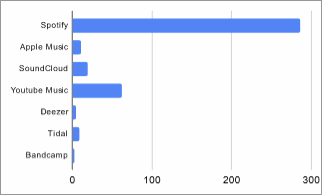 Spotify
Apple Music
SoundCloud
Youtube Music
Deezer
Tidal
Bandcamp
0 100 200 300